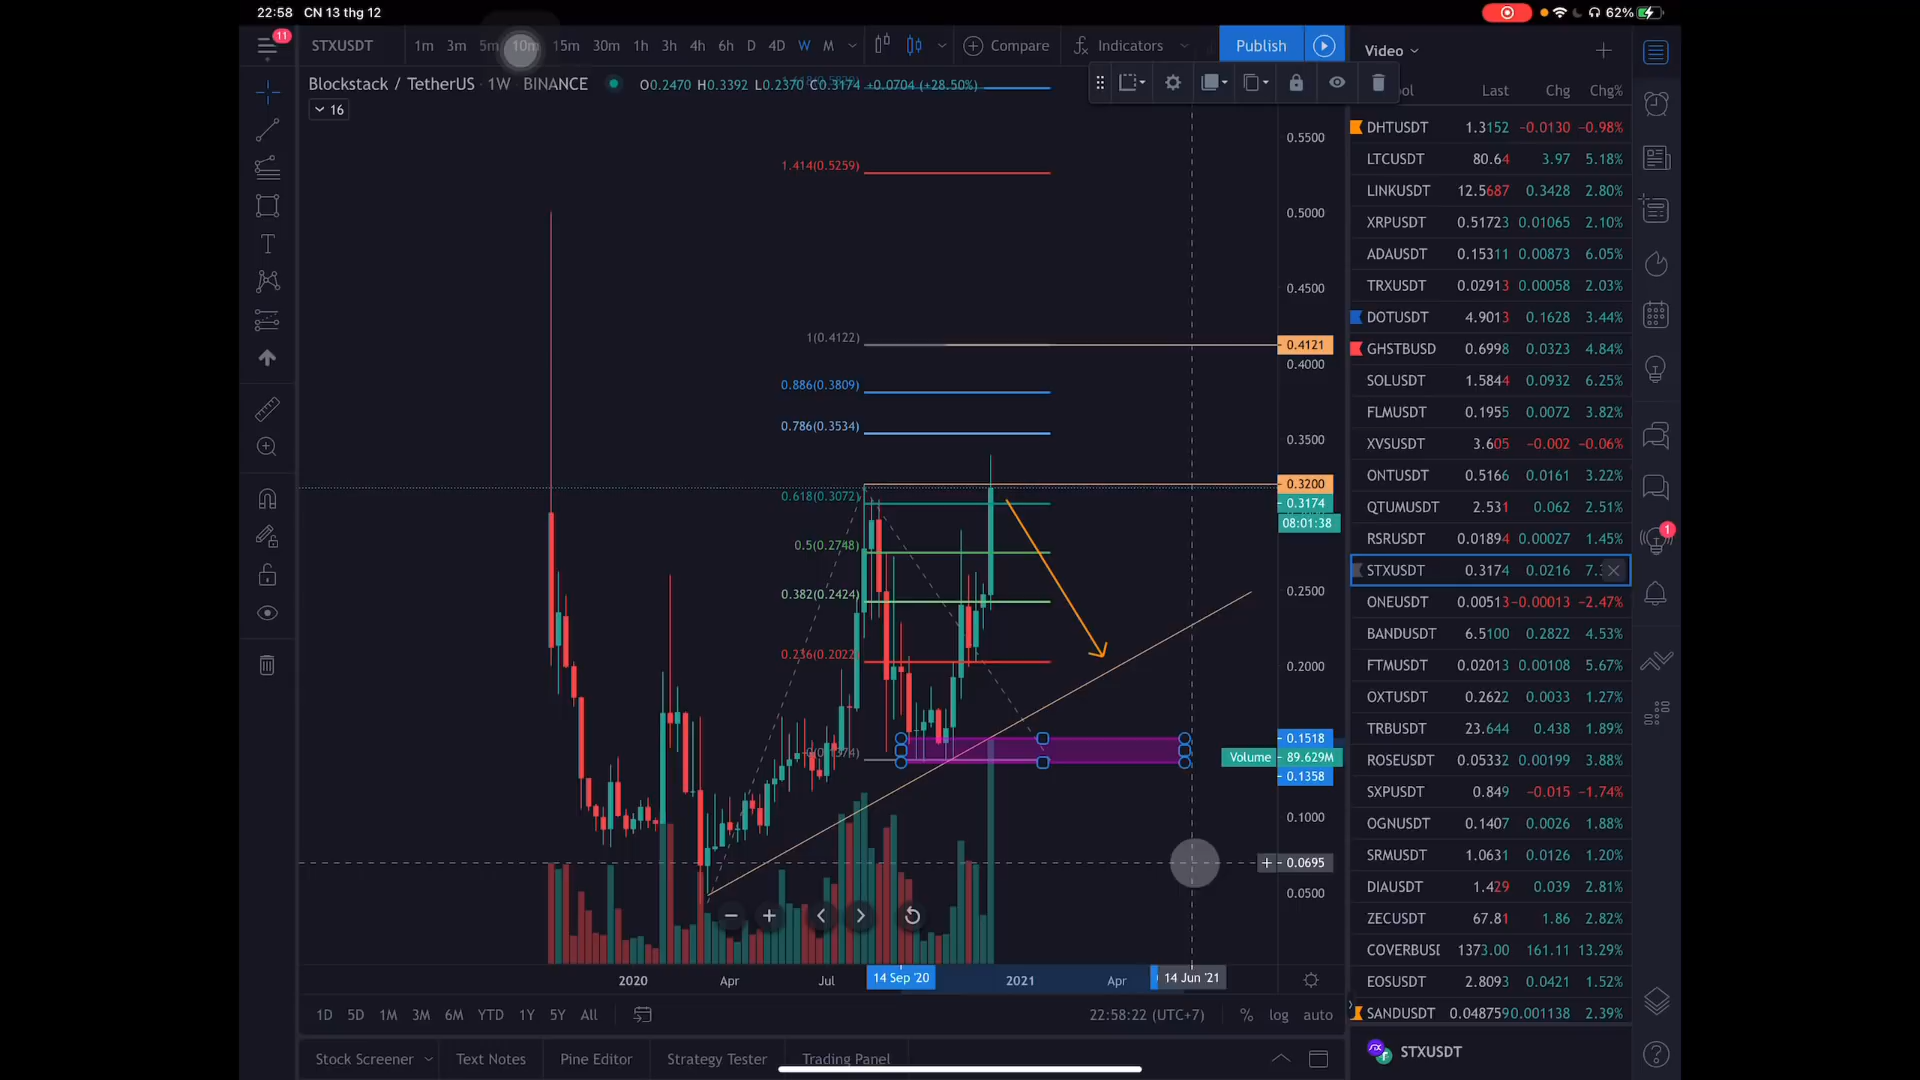 22:58 CN 13 thg 12
62%
11
STXUSDT 1m 3m 5m 10m 15m 30m 1h 3h 4h 6h D 4D W M Compare Indicators Publish
Video
Blockstack / TetherUS · 1W · BINANCE O0.2470 H0.3392 L0.2370 C0.3174 +0.0704 (+28.50%)
16
Last Chg Chg%
DHTUSDT 1.3152 −0.0130 −0.98%
LTCUSDT 80.64 3.97 5.18%
LINKUSDT 12.5687 0.3428 2.80%
XRPUSDT 0.51723 0.01065 2.10%
ADAUSDT 0.15311 0.00873 6.05%
TRXUSDT 0.02913 0.00058 2.03%
DOTUSDT 4.9013 0.1628 3.44%
GHSTBUSD 0.6998 0.0323 4.84%
SOLUSDT 1.5844 0.0932 6.25%
FLMUSDT 0.1955 0.0072 3.82%
XVSUSDT 3.605 −0.002 −0.06%
ONTUSDT 0.5166 0.0161 3.22%
QTUMUSDT 2.531 0.062 2.51%
RSRUSDT 0.01894 0.00027 1.45%
STXUSDT 0.3174 0.0216
ONEUSDT 0.00513 −0.00013 −2.47%
BANDUSDT 6.5100 0.2822 4.53%
FTMUSDT 0.02013 0.00108 5.67%
OXTUSDT 0.2622 0.0033 1.27%
TRBUSDT 23.644 0.438 1.89%
ROSEUSDT 0.05332 0.00199 3.88%
SXPUSDT 0.849 −0.015 −1.74%
OGNUSDT 0.1407 0.0026 1.88%
SRMUSDT 1.0631 0.0126 1.20%
DIAUSDT 1.429 0.039 2.81%
ZECUSDT 67.81 1.86 2.82%
COVERBUSD 1373.00 161.11 13.29%
EOSUSDT 2.8093 0.0421 1.52%
SANDUSDT 0.048759 0.001138 2.39%
1
STXUSDT
1.414(0.5259)
1(0.4122)
0.886(0.3809)
0.786(0.3534)
0.618(0.3072)
0.5(0.2748)
0.382(0.2424)
0.236(0.2022)
0.5500
0.5000
0.4500
0.4121
0.4000
0.3500
0.3200
0.3174
08:01:38
0.2500
0.2000
0.1518
Volume 89.629M
0.1358
0.1000
0.0695
0.0500
2020 Apr Jul 14 Sep '20 2021 Apr 14 Jun '21
1D 5D 1M 3M 6M YTD 1Y 5Y All 22:58:22 (UTC+7) % log auto
Stock Screener Text Notes Pine Editor Strategy Tester Trading Panel